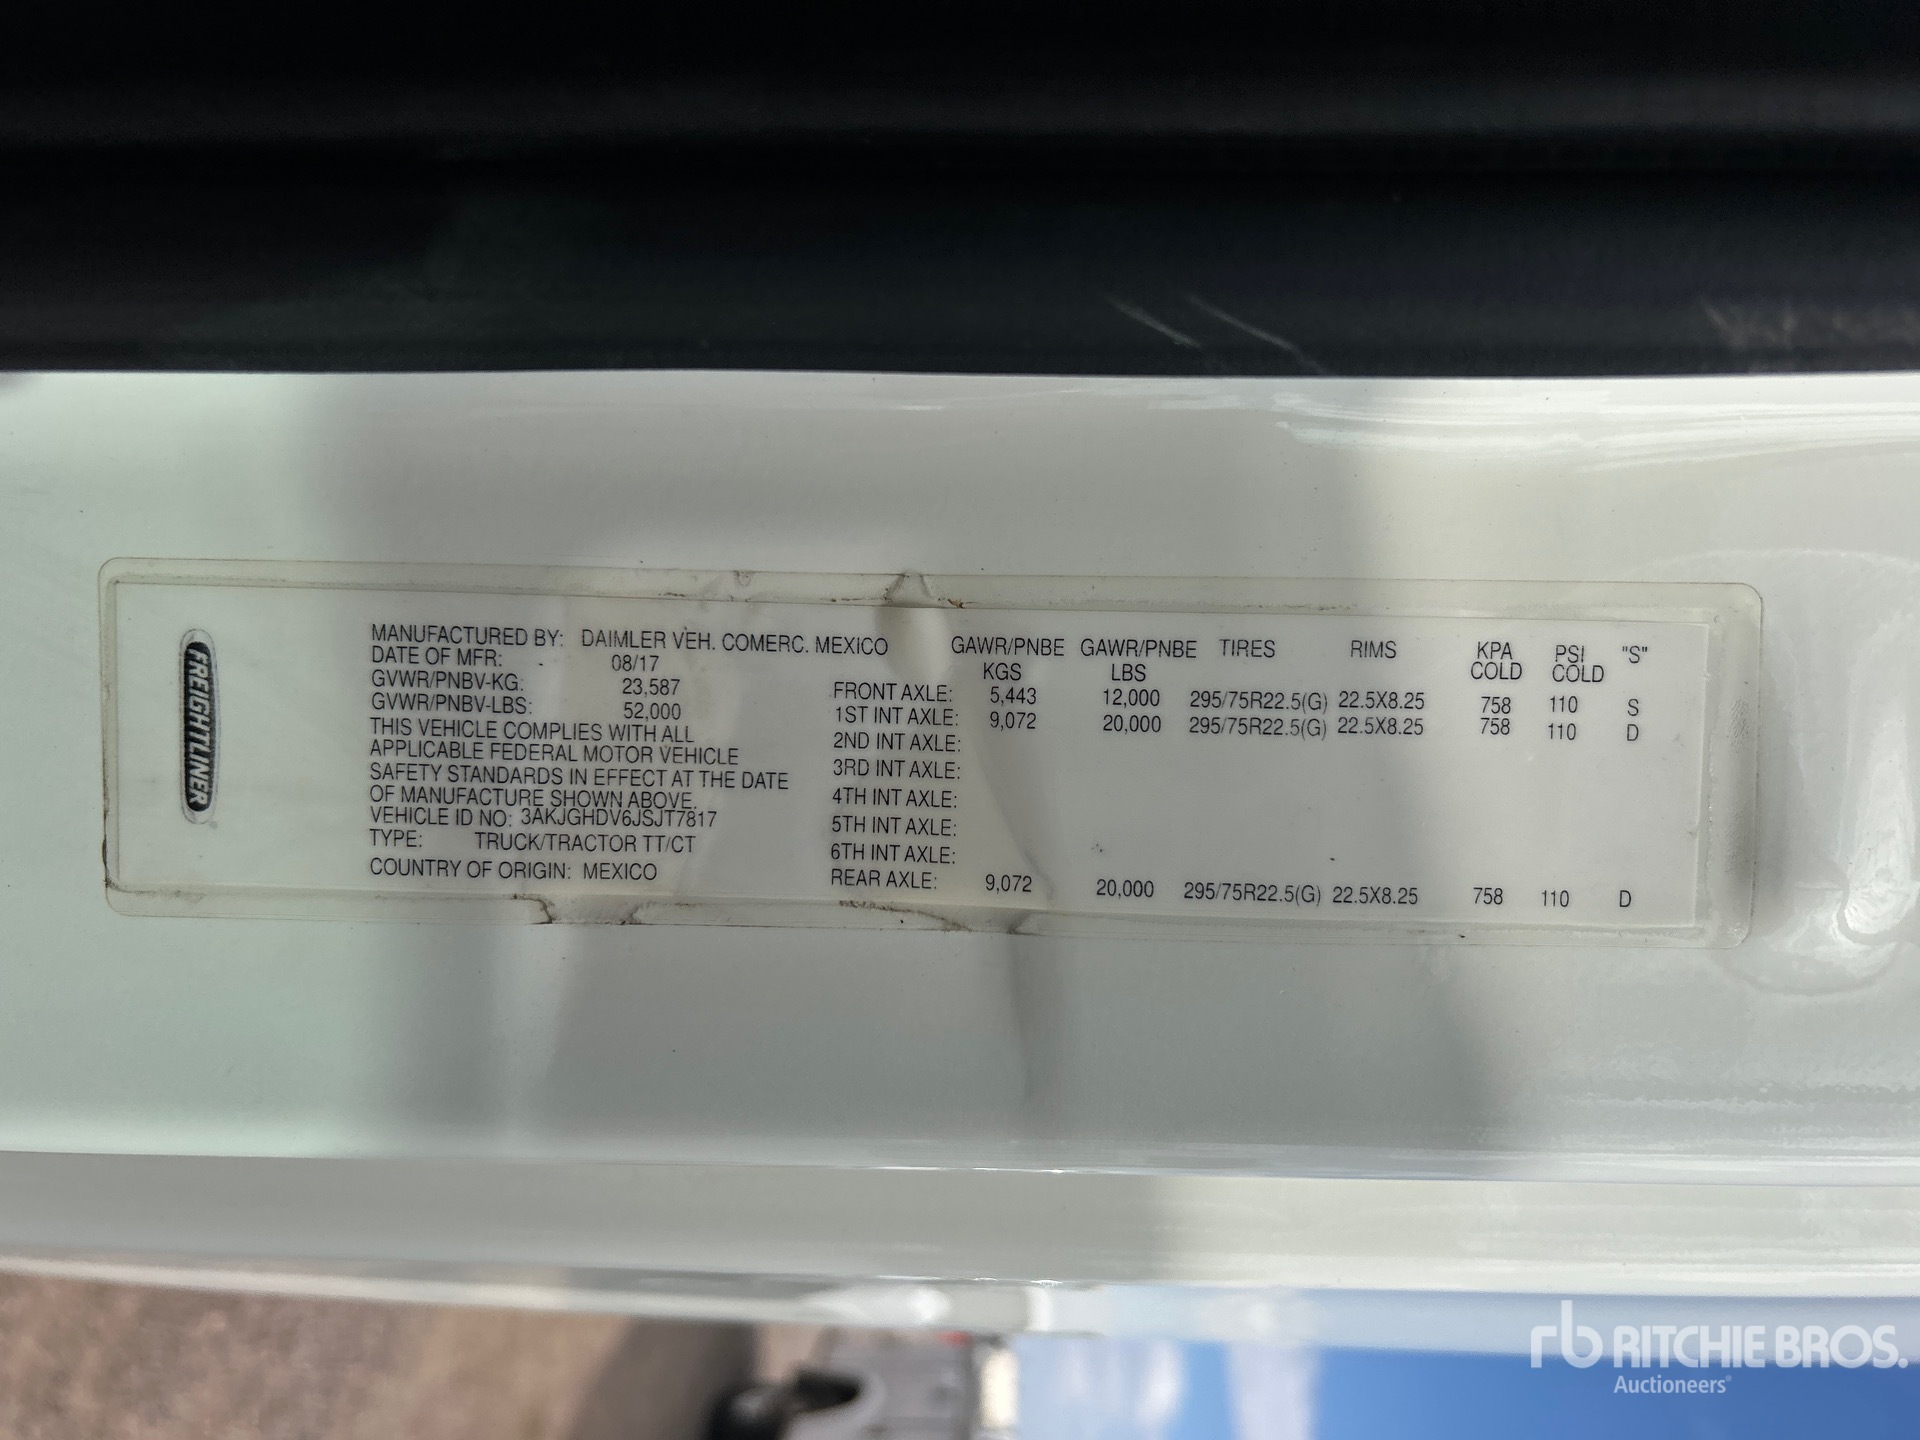 FREIGHTLINER
MANUFACTURED BY: DAIMLER VEH. COMERC. MEXICO
DATE OF MFR: 08/17
GVWR/PNBV-KG: 23,587
GVWR/PNBV-LBS: 52,000
THIS VEHICLE COMPLIES WITH ALL
APPLICABLE FEDERAL MOTOR VEHICLE
SAFETY STANDARDS IN EFFECT AT THE DATE
OF MANUFACTURE SHOWN ABOVE.
VEHICLE ID NO: 3AKJGHDV6JSJT7817
TYPE: TRUCK/TRACTOR TT/CT
COUNTRY OF ORIGIN: MEXICO
GAWR/PNBE GAWR/PNBE TIRES RIMS KPA PSI "S"
KGS LBS COLD COLD
FRONT AXLE: 5,443 12,000 295/75R22.5(G) 22.5X8.25 758 110 S
1ST INT AXLE: 9,072 20,000 295/75R22.5(G) 22.5X8.25 758 110 D
2ND INT AXLE:
3RD INT AXLE:
4TH INT AXLE:
5TH INT AXLE:
6TH INT AXLE:
REAR AXLE: 9,072 20,000 295/75R22.5(G) 22.5X8.25 758 110 D
rb RITCHIE BROS.
Auctioneers